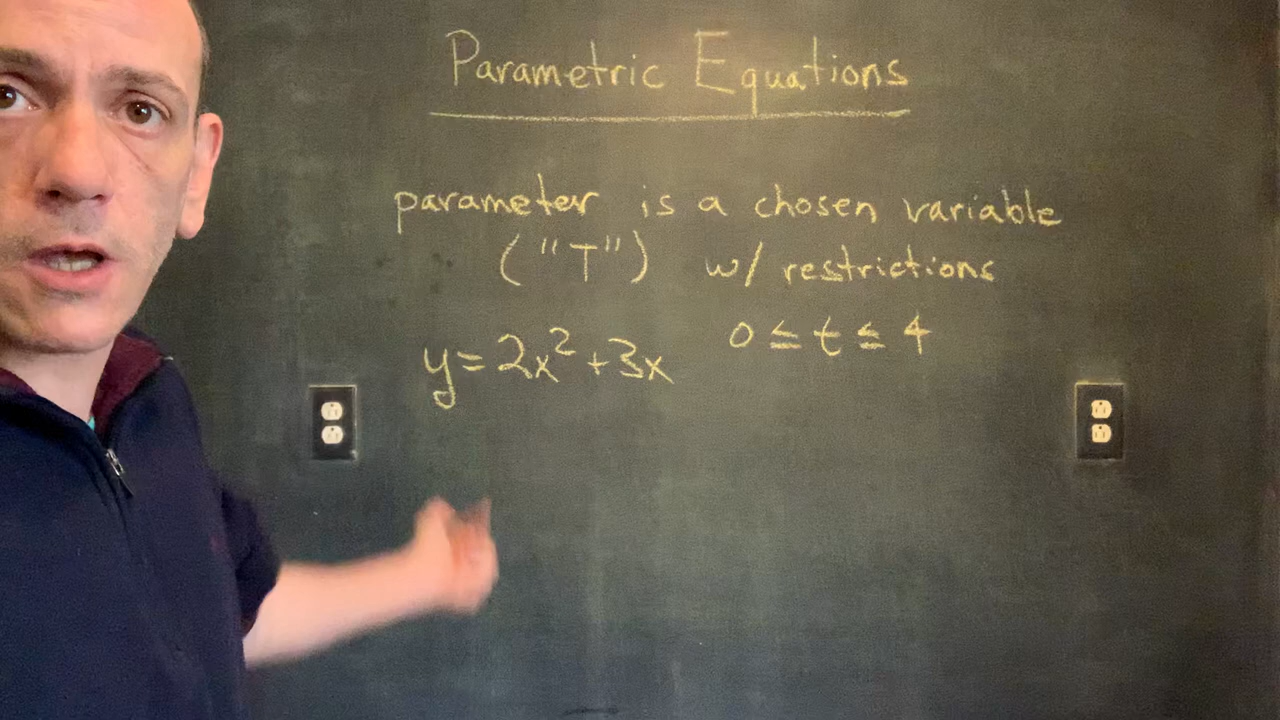 Parametric Equations
parameter is a chosen variable
("T") w/ restrictions
y=2x²+3x 0 ≤ t ≤ 4